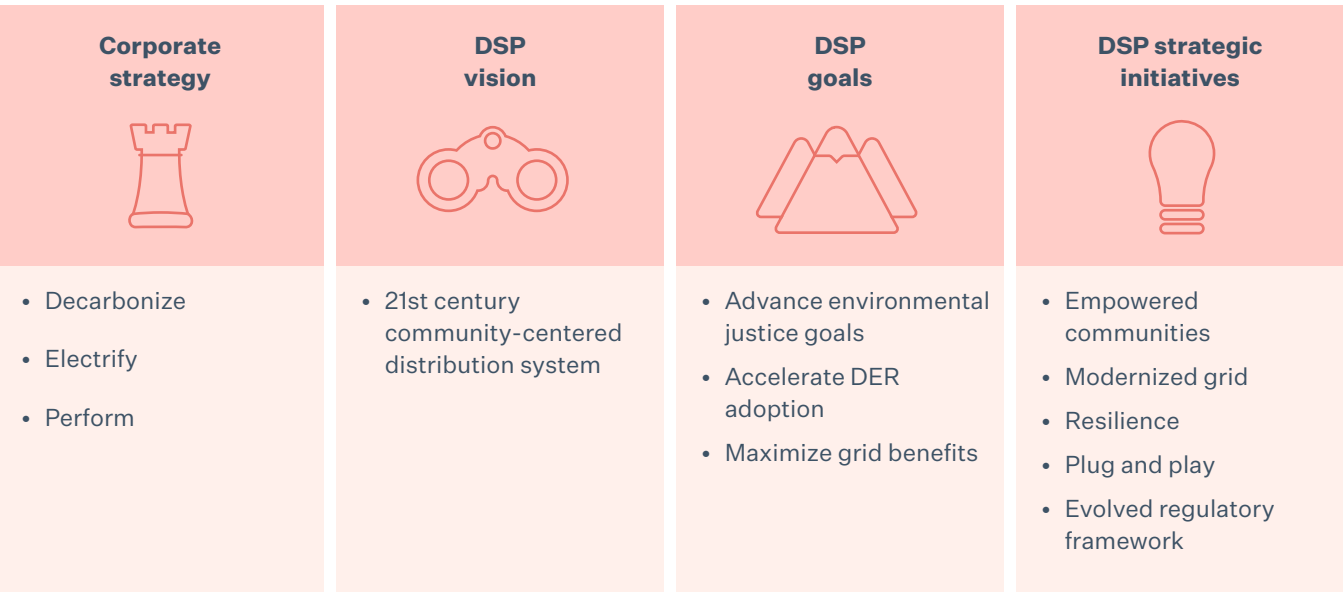 Corporate
strategy
• Decarbonize
• Electrify
• Perform
DSP
vision
• 21st century
community-centered
distribution system
DSP
goals
• Advance environmental
justice goals
• Accelerate DER
adoption
• Maximize grid benefits
DSP strategic
initiatives
• Empowered
communities
• Modernized grid
• Resilience
• Plug and play
• Evolved regulatory
framework